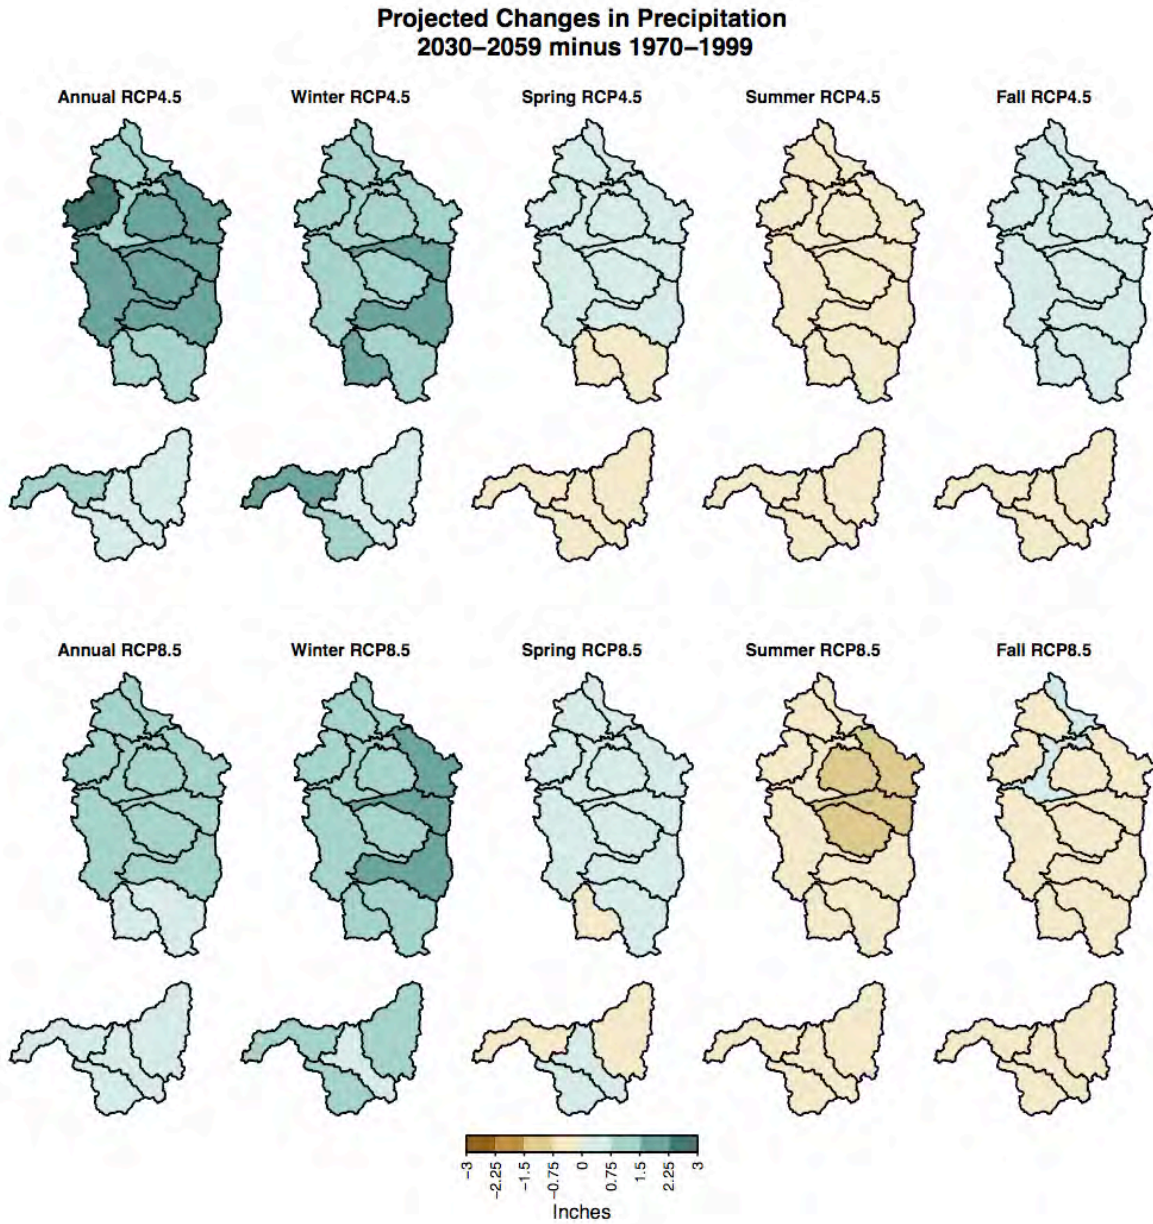 Projected Changes in Precipitation
2030–2059 minus 1970–1999
Annual RCP4.5 Winter RCP4.5 Spring RCP4.5 Summer RCP4.5 Fall RCP4.5
Annual RCP8.5 Winter RCP8.5 Spring RCP8.5 Summer RCP8.5 Fall RCP8.5
−3 −2.25 −1.5 −0.75 0 0.75 1.5 2.25 3
Inches